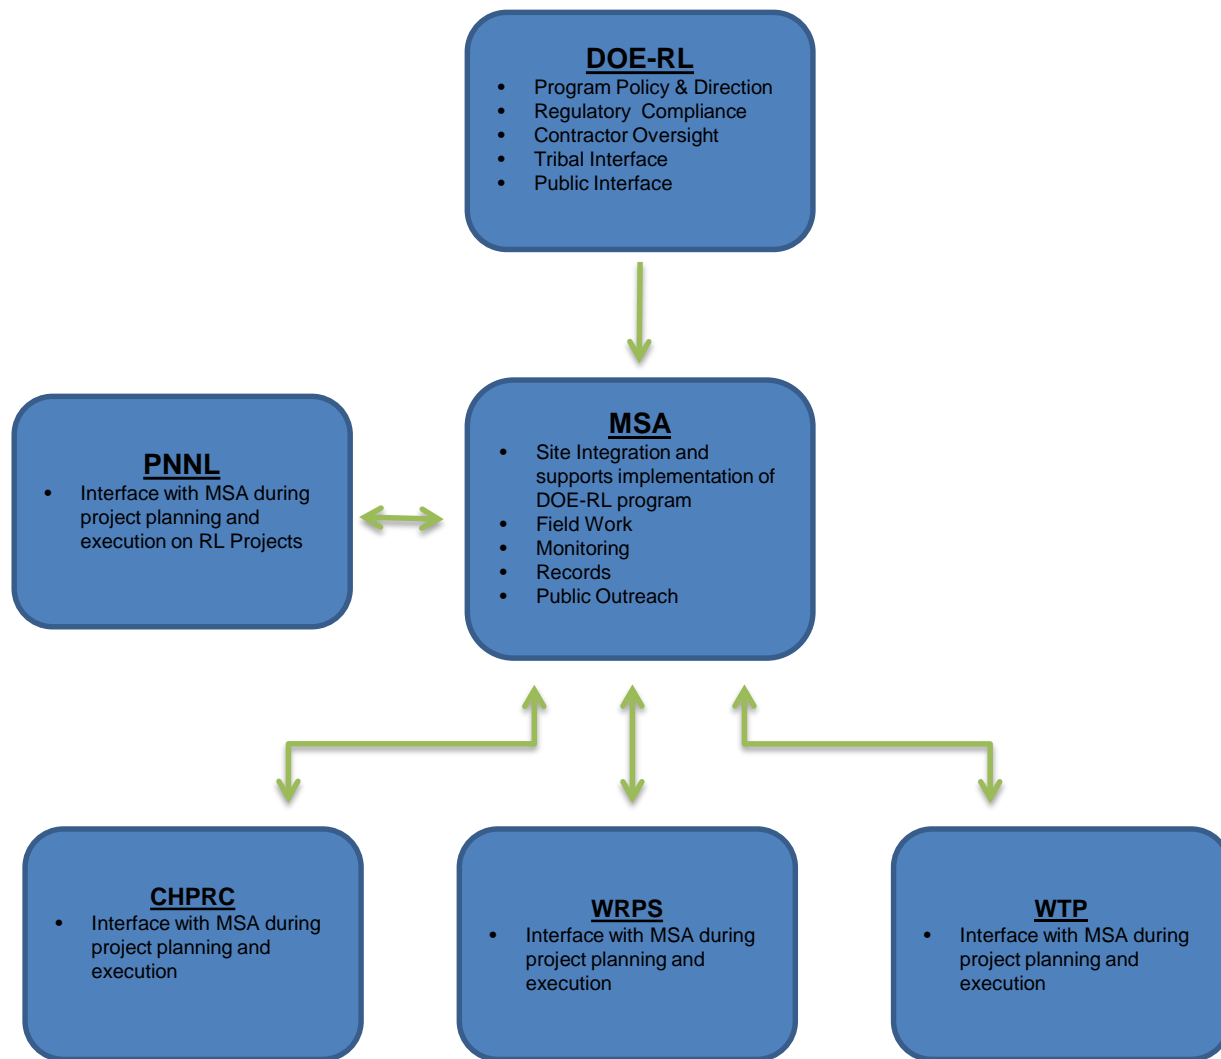 DOE-RL
• Program Policy & Direction
• Regulatory Compliance
• Contractor Oversight
• Tribal Interface
• Public Interface
PNNL
• Interface with MSA during
project planning and
execution on RL Projects
MSA
• Site Integration and
supports implementation of
DOE-RL program
• Field Work
• Monitoring
• Records
• Public Outreach
CHPRC
• Interface with MSA during
project planning and
execution
WRPS
• Interface with MSA during
project planning and
execution
WTP
• Interface with MSA during
project planning and
execution